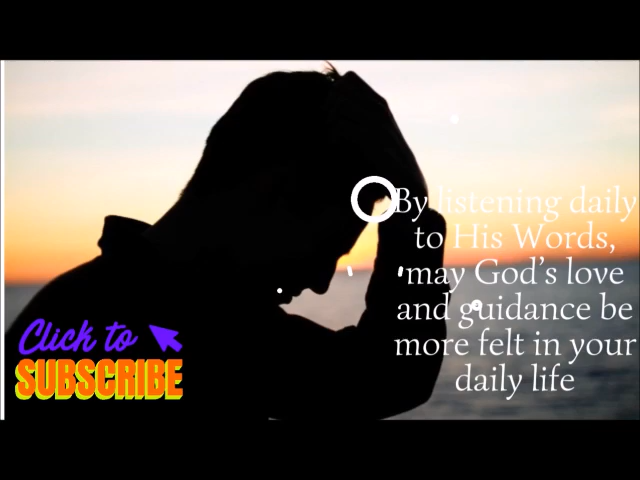 By listening daily
to His Words,
may God's love
and guidance be
more felt in your
daily life
Click to
SUBSCRIBE